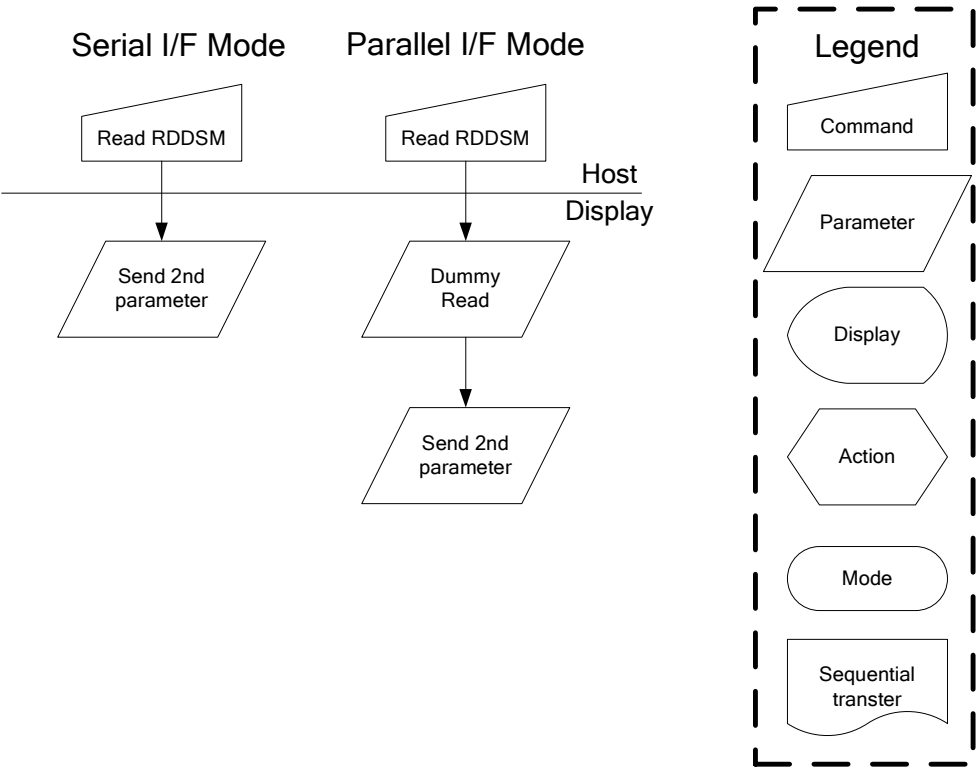 Serial I/F Mode
Parallel I/F Mode
Read RDDSM
Read RDDSM
Host
Display
Send 2nd
parameter
Dummy
Read
Send 2nd
parameter
Legend
Command
Parameter
Display
Action
Mode
Sequential
transter